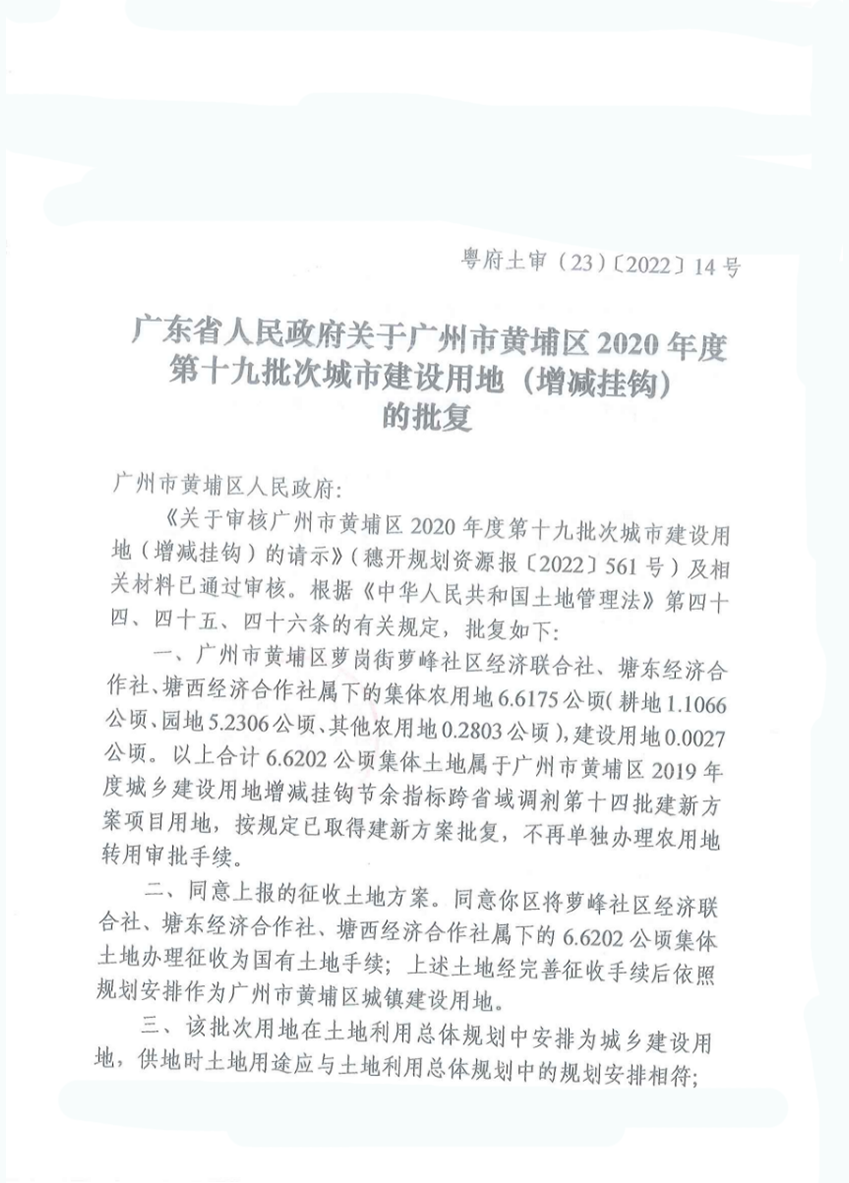 粤府土审（23）〔2022〕14号
广东省人民政府关于广州市黄埔区2020年度
第十九批次城市建设用地（增减挂钩）
的批复
广州市黄埔区人民政府：
《关于审核广州市黄埔区2020年度第十九批次城市建设用
地（增减挂钩）的请示》（穗开规划资源报〔2022〕561号）及相
关材料已通过审核。根据《中华人民共和国土地管理法》第四十
四、四十五、四十六条的有关规定，批复如下：
一、广州市黄埔区萝岗街萝峰社区经济联合社、塘东经济合
作社、塘西经济合作社属下的集体农用地6.6175公顷（耕地1.1066
公顷、园地5.2306公顷、其他农用地0.2803公顷），建设用地0.0027
公顷。以上合计6.6202公顷集体土地属于广州市黄埔区2019年
度城乡建设用地增减挂钩节余指标跨省域调剂第十四批建新方
案项目用地，按规定已取得建新方案批复，不再单独办理农用地
转用审批手续。
二、同意上报的征收土地方案。同意你区将萝峰社区经济联
合社、塘东经济合作社、塘西经济合作社属下的6.6202公顷集体
土地办理征收为国有土地手续；上述土地经完善征收手续后依照
规划安排作为广州市黄埔区城镇建设用地。
三、该批次用地在土地利用总体规划中安排为城乡建设用
地，供地时土地用途应与土地利用总体规划中的规划安排相符；